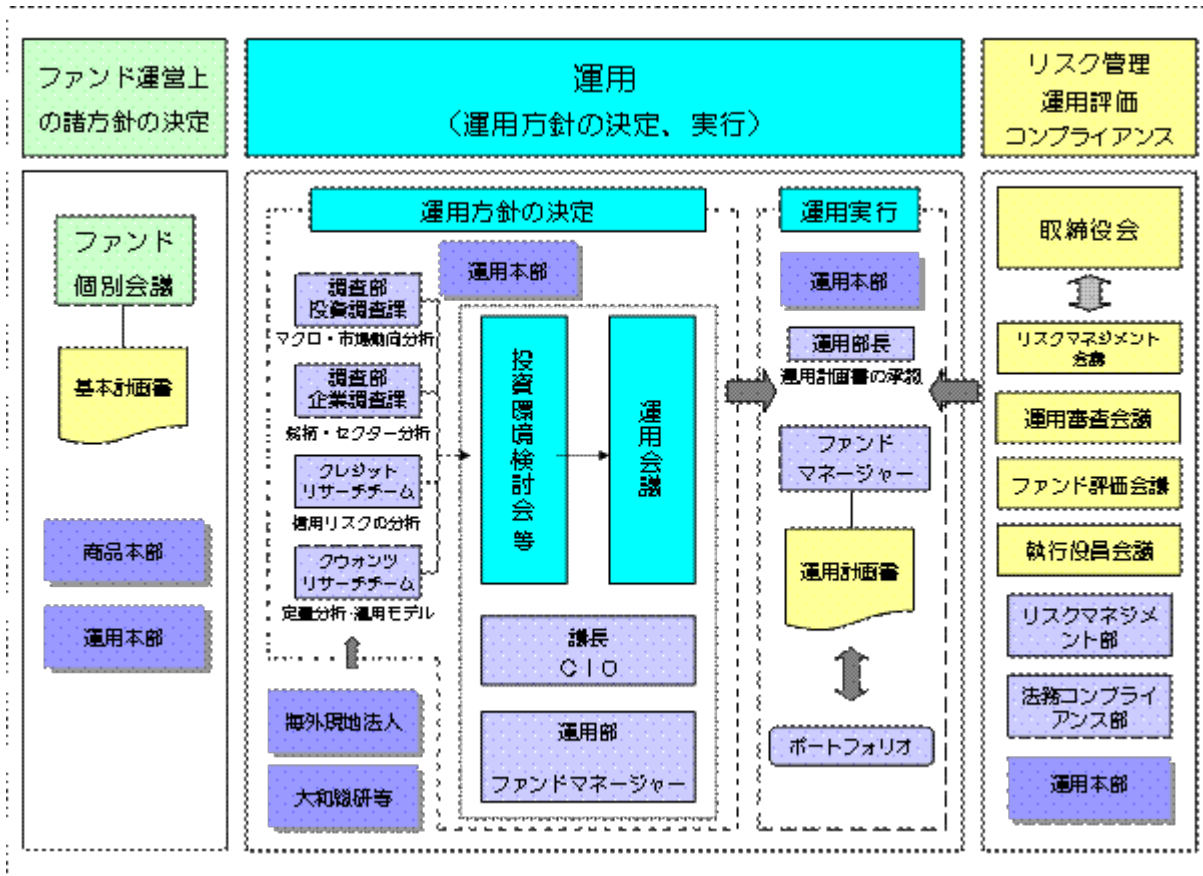 ファンド運営上
の諸方針の決定
運用
（運用方針の決定、実行）
リスク管理
運用評価
コンプライアンス
ファンド
個別会議
基本計画書
商品本部
運用本部
運用方針の決定
運用本部
調査部
投資調査課
マクロ・市場動向分析
調査部
企業調査課
銘柄・セクター分析
クレジット
リサーチチーム
信用リスクの分析
クウォンツ
リサーチチーム
定量分析・運用モデル
海外現地法人
大和総研等
投資環境検討会 等
運用会議
議長
ＣＩＯ
運用部
ファンドマネージャー
運用実行
運用本部
運用部長
運用計画書の承認
ファンド
マネージャー
運用計画書
ポートフォリオ
取締役会
リスクマネジメント
会議
運用審査会議
ファンド評価会議
執行役員会議
リスクマネジメ
ント部
法務コンプライ
アンス部
運用本部